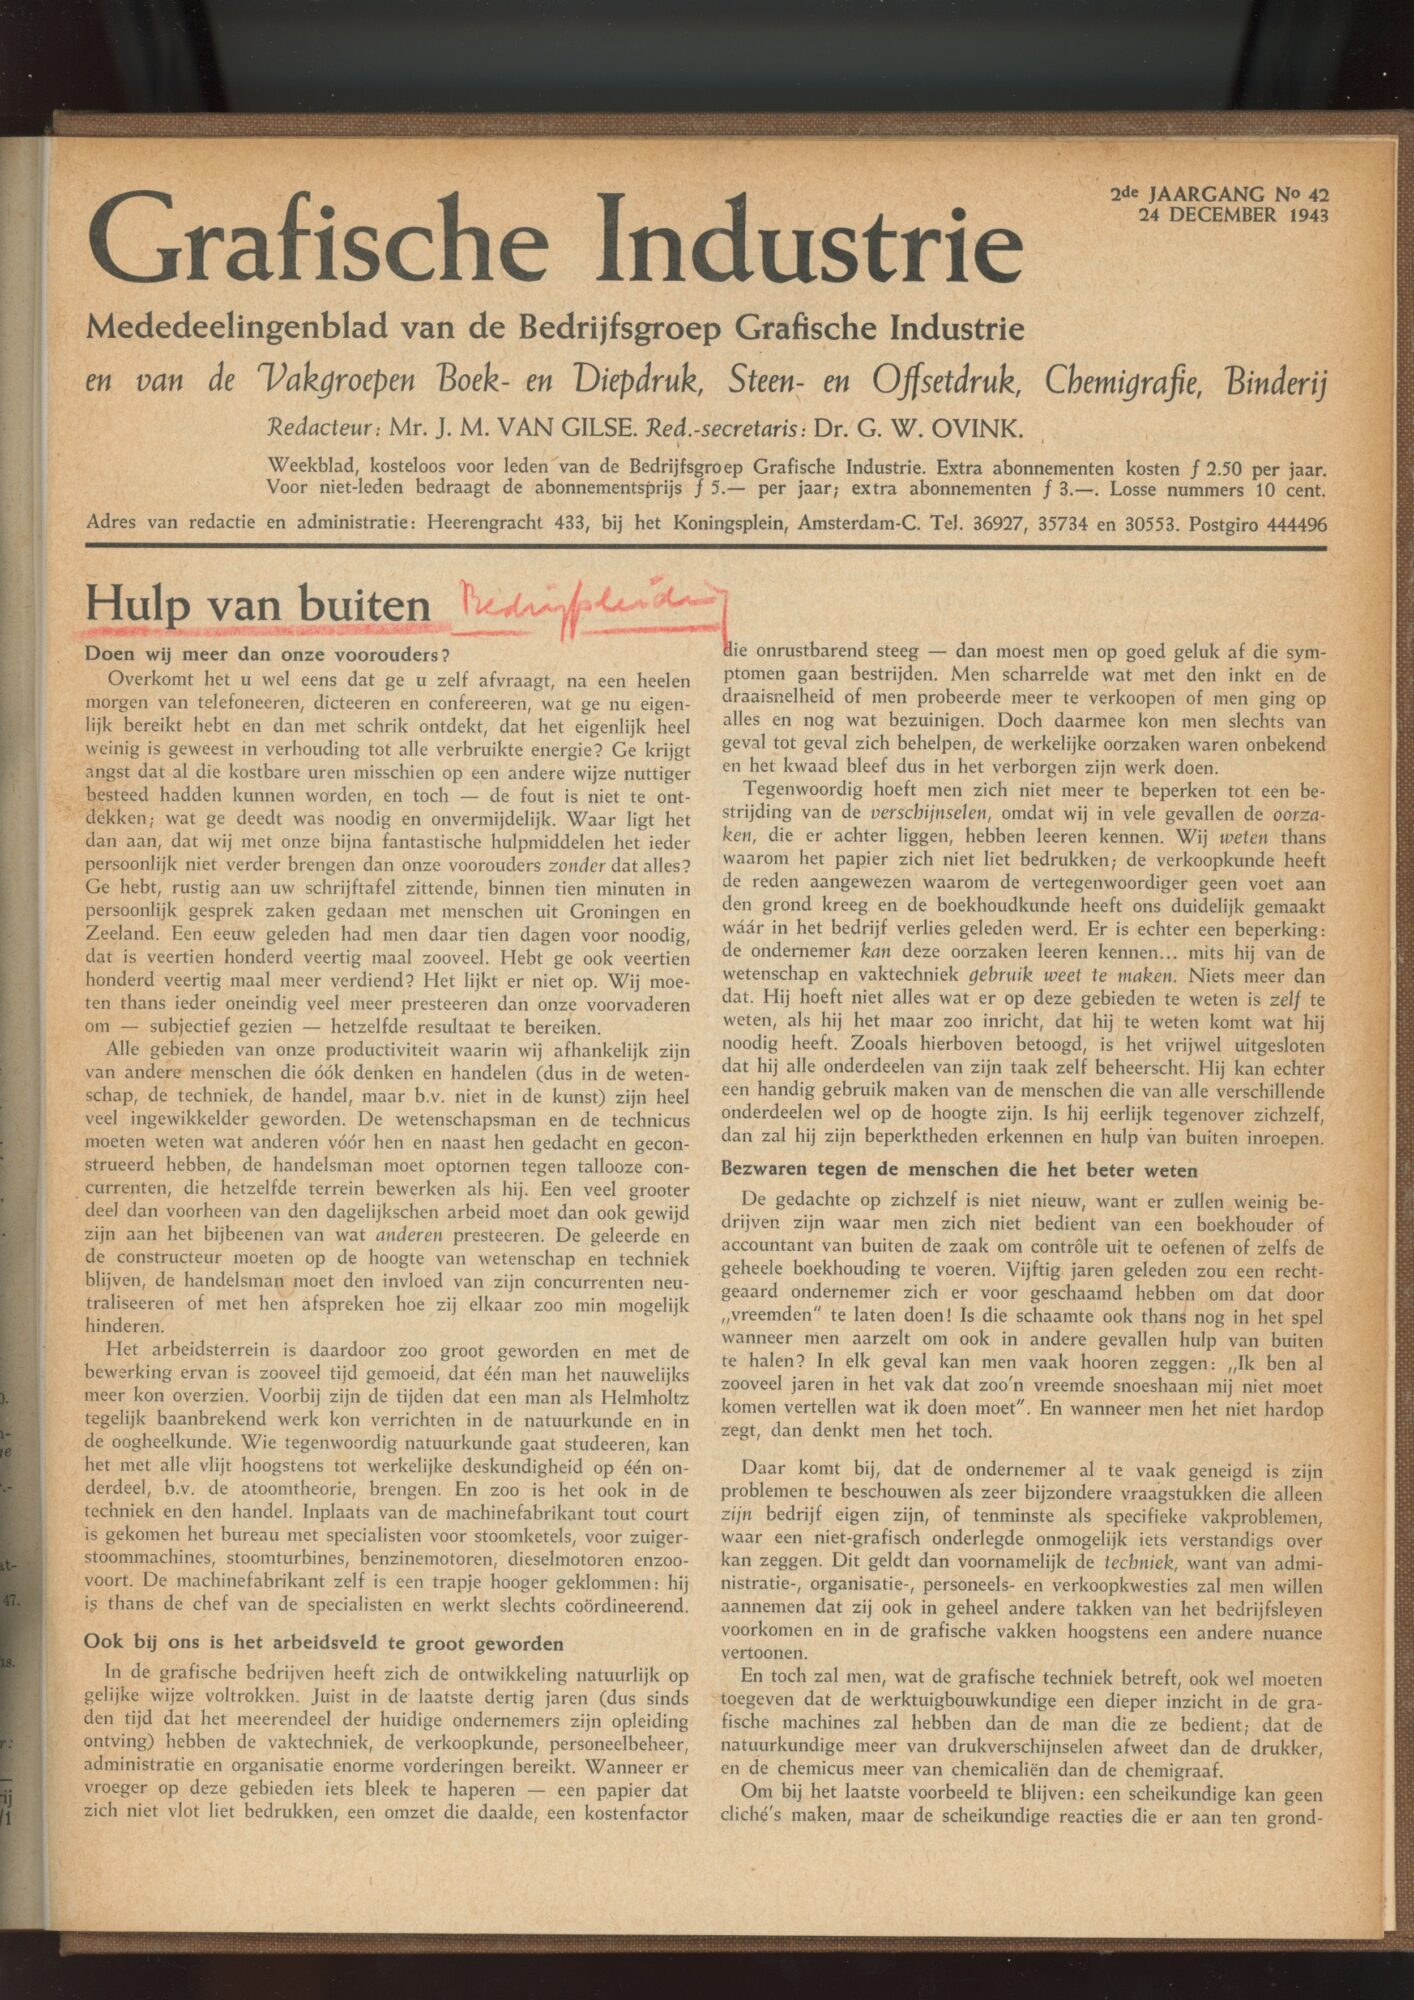 2de JAARGANG No 42
24 DECEMBER 1943
Grafische Industrie
Mededeelingenblad van de Bedrijfsgroep Grafische Industrie
en van de Vakgroepen Boek- en Diepdruk, Steen- en Offsetdruk, Chemigrafie, Binderij
Redacteur: Mr. J. M. VAN GILSE. Red.-secretaris: Dr. G. W. OVINK.
Weekblad, kosteloos voor leden van de Bedrijfsgroep Grafische Industrie. Extra abonnementen kosten f 2.50 per jaar.
Voor niet-leden bedraagt de abonnementsprijs f 5.— per jaar; extra abonnementen f 3.—. Losse nummers 10 cent.
Adres van redactie en administratie: Heerengracht 433, bij het Koningsplein, Amsterdam-C. Tel. 36927, 35734 en 30553. Postgiro 444496
Hulp van buiten Bedrijfsleiding
Doen wij meer dan onze voorouders?
Overkomt het u wel eens dat ge u zelf afvraagt, na een heelen
morgen van telefoneeren, dicteeren en confereeren, wat ge nu eigen-
lijk bereikt hebt en dan met schrik ontdekt, dat het eigenlijk heel
weinig is geweest in verhouding tot alle verbruikte energie? Ge krijgt
angst dat al die kostbare uren misschien op een andere wijze nuttiger
besteed hadden kunnen worden, en toch — de fout is niet te ont-
dekken; wat ge deedt was noodig en onvermijdelijk. Waar ligt het
dan aan, dat wij met onze bijna fantastische hulpmiddelen het ieder
persoonlijk niet verder brengen dan onze voorouders zonder dat alles?
Ge hebt, rustig aan uw schrijftafel zittende, binnen tien minuten in
persoonlijk gesprek zaken gedaan met menschen uit Groningen en
Zeeland. Een eeuw geleden had men daar tien dagen voor noodig,
dat is veertien honderd veertig maal zooveel. Hebt ge ook veertien
honderd veertig maal meer verdiend? Het lijkt er niet op. Wij moe-
ten thans ieder oneindig veel meer presteeren dan onze voorvaderen
om — subjectief gezien — hetzelfde resultaat te bereiken.
Alle gebieden van onze productiviteit waarin wij afhankelijk zijn
van andere menschen die óók denken en handelen (dus in de weten-
schap, de techniek, de handel, maar b.v. niet in de kunst) zijn heel
veel ingewikkelder geworden. De wetenschapsman en de technicus
moeten weten wat anderen vóór hen en naast hen gedacht en gecon-
strueerd hebben, de handelsman moet optornen tegen tallooze con-
currenten, die hetzelfde terrein bewerken als hij. Een veel grooter
deel dan voorheen van den dagelijkschen arbeid moet dan ook gewijd
zijn aan het bijbeenen van wat anderen presteeren. De geleerde en
de constructeur moeten op de hoogte van wetenschap en techniek
blijven, de handelsman moet den invloed van zijn concurrenten neu-
traliseeren of met hen afspreken hoe zij elkaar zoo min mogelijk
hinderen.
Het arbeidsterrein is daardoor zoo groot geworden en met de
bewerking ervan is zooveel tijd gemoeid, dat één man het nauwelijks
meer kon overzien. Voorbij zijn de tijden dat een man als Helmholtz
tegelijk baanbrekend werk kon verrichten in de natuurkunde en in
de oogheelkunde. Wie tegenwoordig natuurkunde gaat studeeren, kan
het met alle vlijt hoogstens tot werkelijke deskundigheid op één on-
derdeel, b.v. de atoomtheorie, brengen. En zoo is het ook in de
techniek en den handel. Inplaats van de machinefabrikant tout court
is gekomen het bureau met specialisten voor stoomketels, voor zuiger-
stoommachines, stoomturbines, benzinemotoren, dieselmotoren enzoo-
voort. De machinefabrikant zelf is een trapje hooger geklommen: hij
is thans de chef van de specialisten en werkt slechts coördineerend.
Ook bij ons is het arbeidsveld te groot geworden
In de grafische bedrijven heeft zich de ontwikkeling natuurlijk op
gelijke wijze voltrokken. Juist in de laatste dertig jaren (dus sinds
den tijd dat het meerendeel der huidige ondernemers zijn opleiding
ontving) hebben de vaktechniek, de verkoopkunde, personeelbeheer,
administratie en organisatie enorme vorderingen bereikt. Wanneer er
vroeger op deze gebieden iets bleek te haperen — een papier dat
zich niet vlot liet bedrukken, een omzet die daalde, een kostenfactor
die onrustbarend steeg — dan moest men op goed geluk af die sym-
ptomen gaan bestrijden. Men scharrelde wat met den inkt en de
draaisnelheid of men probeerde meer te verkoopen of men ging op
alles en nog wat bezuinigen. Doch daarmee kon men slechts van
geval tot geval zich behelpen, de werkelijke oorzaken waren onbekend
en het kwaad bleef dus in het verborgen zijn werk doen.
Tegenwoordig hoeft men zich niet meer te beperken tot een be-
strijding van de verschijnselen, omdat wij in vele gevallen de oorza-
ken, die er achter liggen, hebben leeren kennen. Wij weten thans
waarom het papier zich niet liet bedrukken; de verkoopkunde heeft
de reden aangewezen waarom de vertegenwoordiger geen voet aan
den grond kreeg en de boekhoudkunde heeft ons duidelijk gemaakt
wáár in het bedrijf verlies geleden werd. Er is echter een beperking:
de ondernemer kan deze oorzaken leeren kennen... mits hij van de
wetenschap en vaktechniek gebruik weet te maken. Niets meer dan
dat. Hij hoeft niet alles wat er op deze gebieden te weten is zelf te
weten, als hij het maar zoo inricht, dat hij te weten komt wat hij
noodig heeft. Zooals hierboven betoogd, is het vrijwel uitgesloten
dat hij alle onderdeelen van zijn taak zelf beheerscht. Hij kan echter
een handig gebruik maken van de menschen die van alle verschillende
onderdeelen wel op de hoogte zijn. Is hij eerlijk tegenover zichzelf,
dan zal hij zijn beperktheden erkennen en hulp van buiten inroepen.
Bezwaren tegen de menschen die het beter weten
De gedachte op zichzelf is niet nieuw, want er zullen weinig be-
drijven zijn waar men zich niet bedient van een boekhouder of
accountant van buiten de zaak om contrôle uit te oefenen of zelfs de
geheele boekhouding te voeren. Vijftig jaren geleden zou een recht-
geaard ondernemer zich er voor geschaamd hebben om dat door
„vreemden” te laten doen! Is die schaamte ook thans nog in het spel
wanneer men aarzelt om ook in andere gevallen hulp van buiten
te halen? In elk geval kan men vaak hooren zeggen: „Ik ben al
zooveel jaren in het vak dat zoo'n vreemde snoeshaan mij niet moet
komen vertellen wat ik doen moet”. En wanneer men het niet hardop
zegt, dan denkt men het toch.
Daar komt bij, dat de ondernemer al te vaak geneigd is zijn
problemen te beschouwen als zeer bijzondere vraagstukken die alleen
zijn bedrijf eigen zijn, of tenminste als specifieke vakproblemen,
waar een niet-grafisch onderlegde onmogelijk iets verstandigs over
kan zeggen. Dit geldt dan voornamelijk de techniek, want van admi-
nistratie-, organisatie-, personeels- en verkoopkwesties zal men willen
aannemen dat zij ook in geheel andere takken van het bedrijfsleven
voorkomen en in de grafische vakken hoogstens een andere nuance
vertoonen.
En toch zal men, wat de grafische techniek betreft, ook wel moeten
toegeven dat de werktuigbouwkundige een dieper inzicht in de gra-
fische machines zal hebben dan de man die ze bedient; dat de
natuurkundige meer van drukverschijnselen afweet dan de drukker,
en de chemicus meer van chemicaliën dan de chemigraaf.
Om bij het laatste voorbeeld te blijven: een scheikundige kan geen
cliché's maken, maar de scheikundige reacties die er aan ten grond-